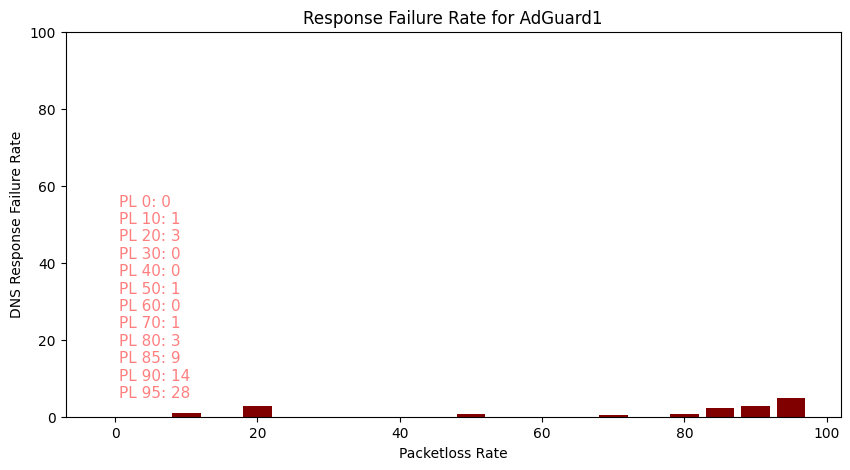 Response Failure Rate for AdGuard1
100
80
60
40
20
0
DNS Response Failure Rate
PL 0: 0
PL 10: 1
PL 20: 3
PL 30: 0
PL 40: 0
PL 50: 1
PL 60: 0
PL 70: 1
PL 80: 3
PL 85: 9
PL 90: 14
PL 95: 28
0 20 40 60 80 100
Packetloss Rate